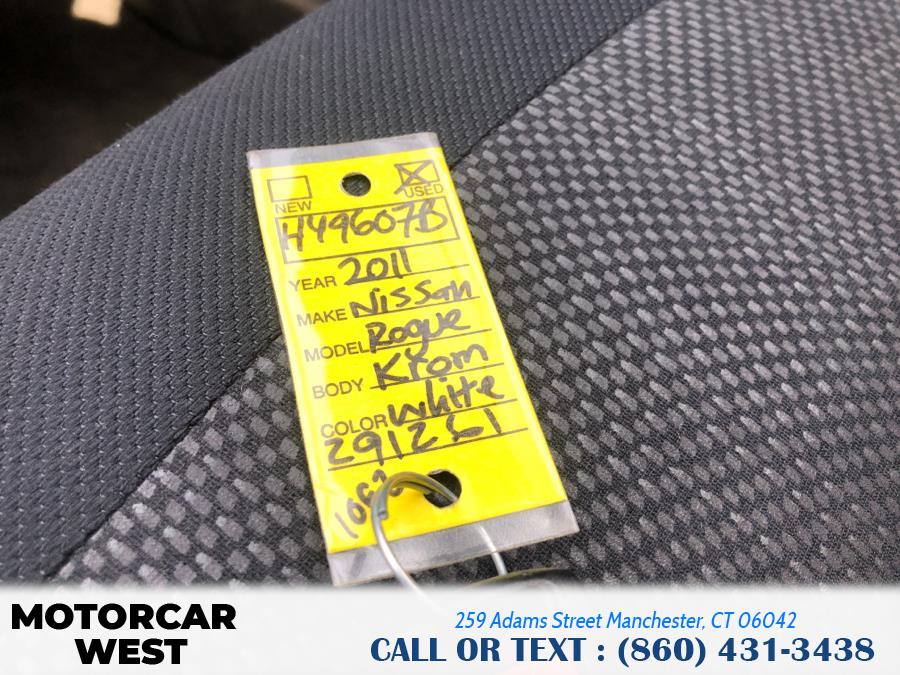 NEW
USED
H49607B
YEAR 2011
MAKE Nissan
MODEL Rogue
BODY Krom
COLOR White
291261
MOTORCAR
WEST
259 Adams Street Manchester, CT 06042
CALL OR TEXT : (860) 431-3438